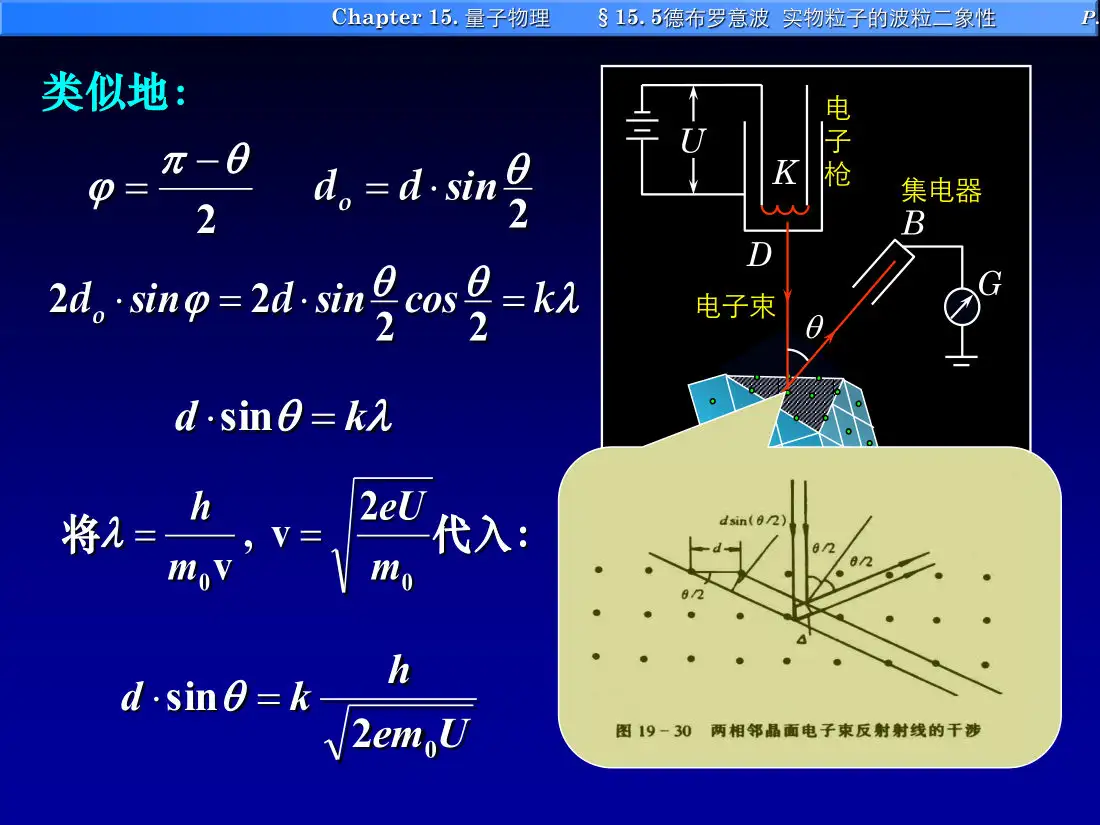 Chapter 15. 量子物理 §15. 5德布罗意波 实物粒子的波粒二象性 P.
类似地:
φ = (π − θ)/2 d_o = d · sin θ/2
2d_o · sinφ = 2d · sin θ/2 cos θ/2 = kλ
d · sinθ = kλ
将λ = h/(m₀v), v = √(2eU/m₀) 代入:
d · sinθ = k h/√(2em₀U)
U
K
电子枪
集电器
B
D
G
电子束
θ
d sin(θ/2)
d
θ/2
θ/2
θ/2
Δ
图 19-30 两相邻晶面电子束反射射线的干涉